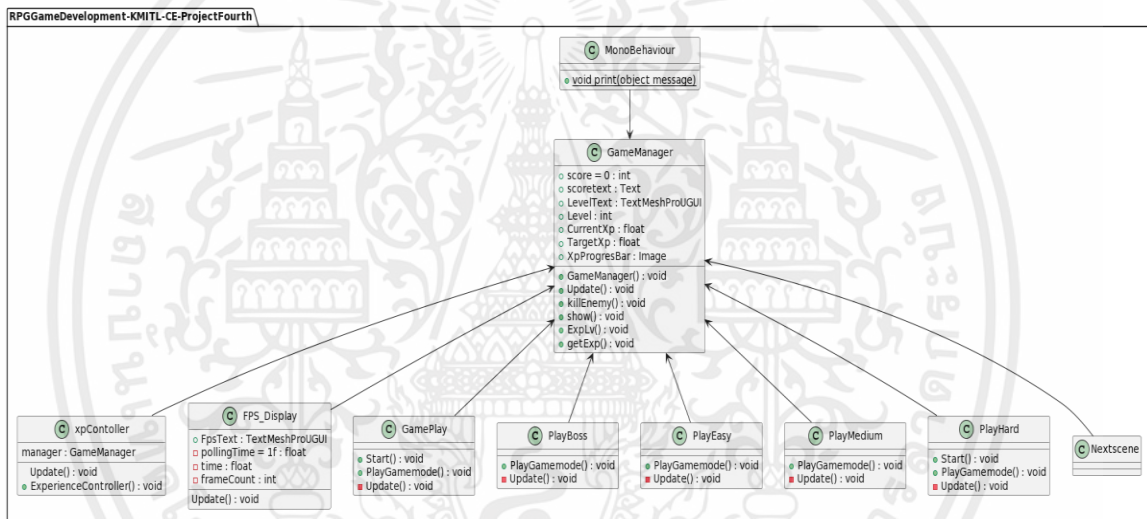 RPGGameDevelopment-KMITL-CE-ProjectFourth
C MonoBehaviour
void print(object message)
C GameManager
score = 0 : int
scoretext : Text
LevelText : TextMeshProUGUI
Level : int
CurrentXp : float
TargetXp : float
XpProgresBar : Image
GameManager() : void
Update() : void
killEnemy() : void
show() : void
ExpLv() : void
getExp() : void
C xpContoller
manager : GameManager
Update() : void
ExperienceController() : void
C FPS_Display
FpsText : TextMeshProUGUI
pollingTime = 1f : float
time : float
frameCount : int
Update() : void
C GamePlay
Start() : void
PlayGamemode() : void
Update() : void
C PlayBoss
PlayGamemode() : void
Update() : void
C PlayEasy
PlayGamemode() : void
Update() : void
C PlayMedium
PlayGamemode() : void
Update() : void
C PlayHard
Start() : void
PlayGamemode() : void
Update() : void
C Nextscene